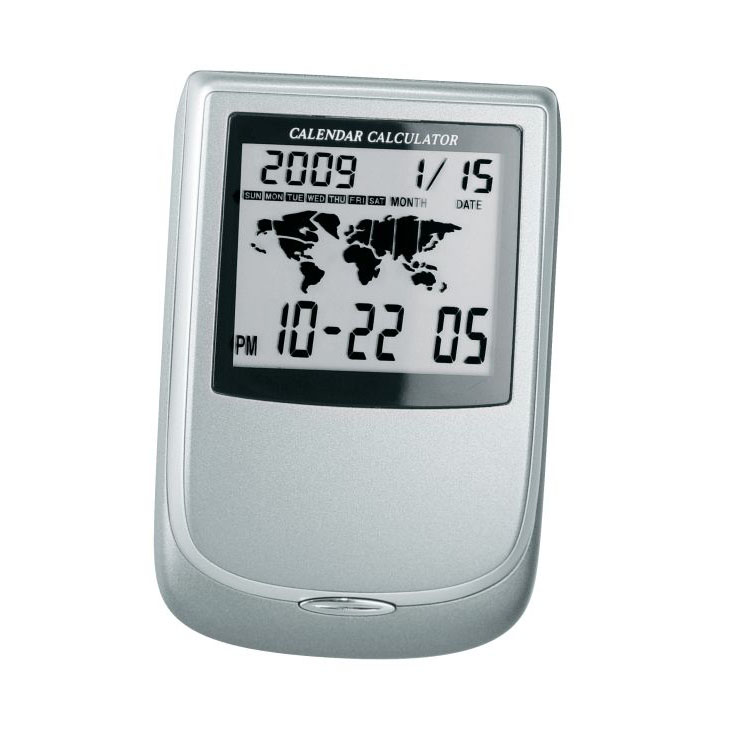 CALENDAR CALCULATOR
2009 1/15
SUN MON TUE WED THU FRI SAT MONTH DATE
PM 10-22 05